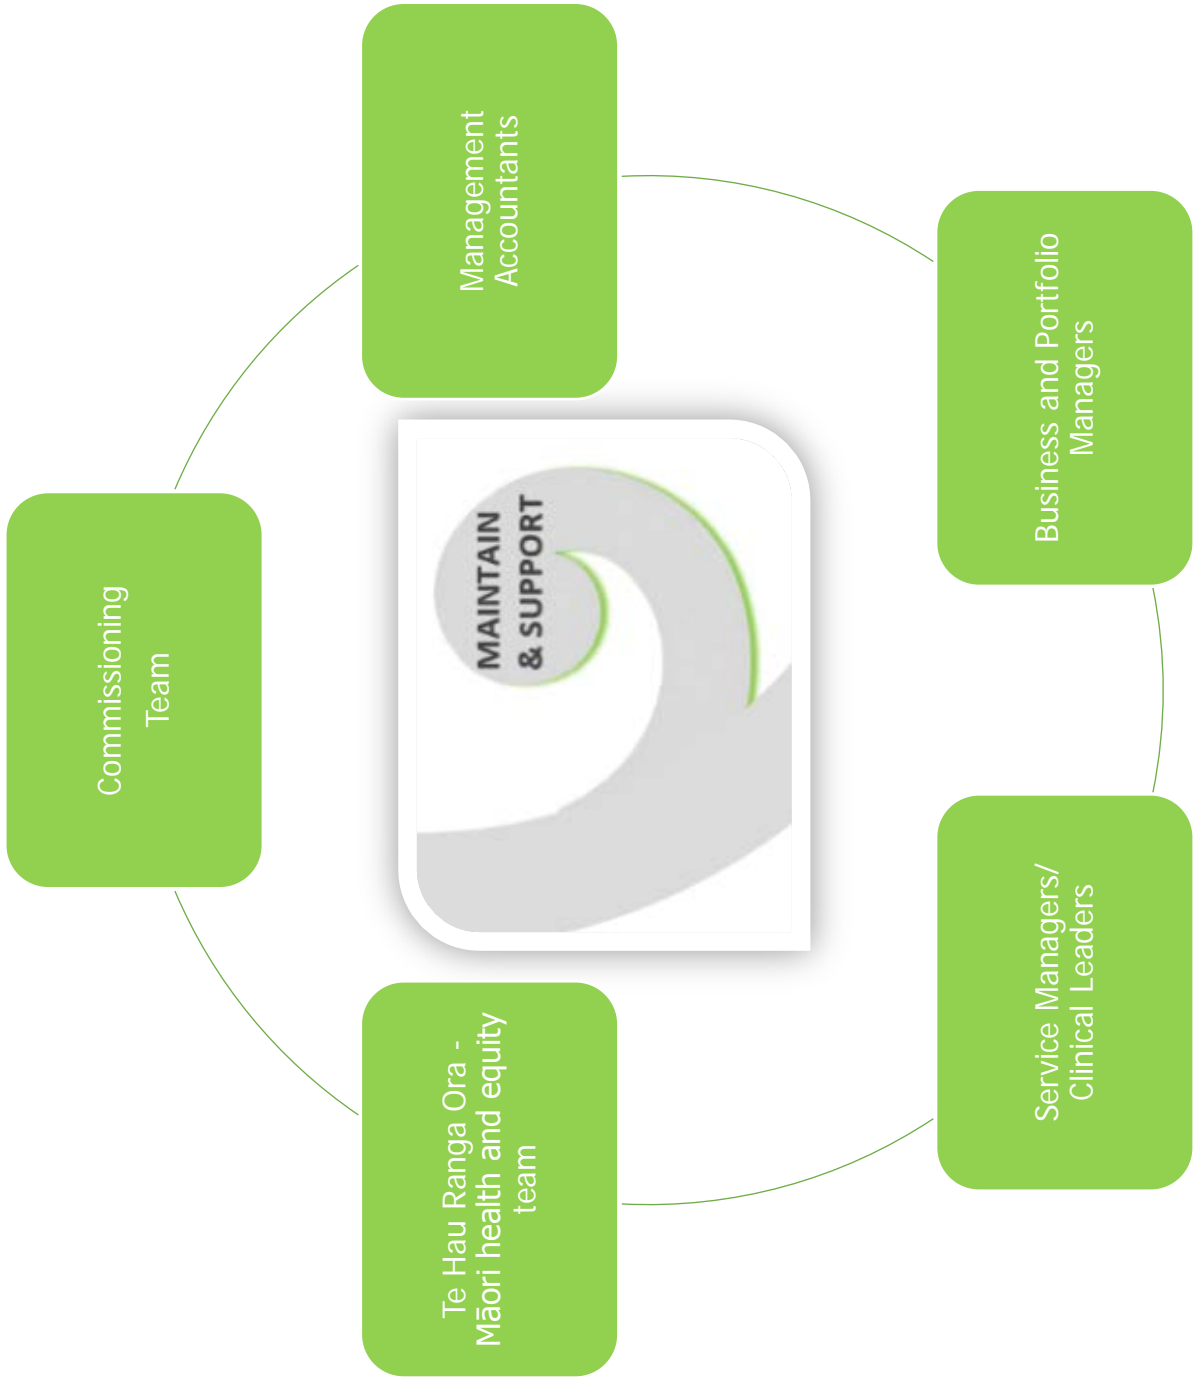 Commissioning
Team
Management
Accountants
Business and Portfolio
Managers
Service Managers/
Clinical Leaders
Te Hau Ranga Ora -
Māori health and equity
team
MAINTAIN
& SUPPORT